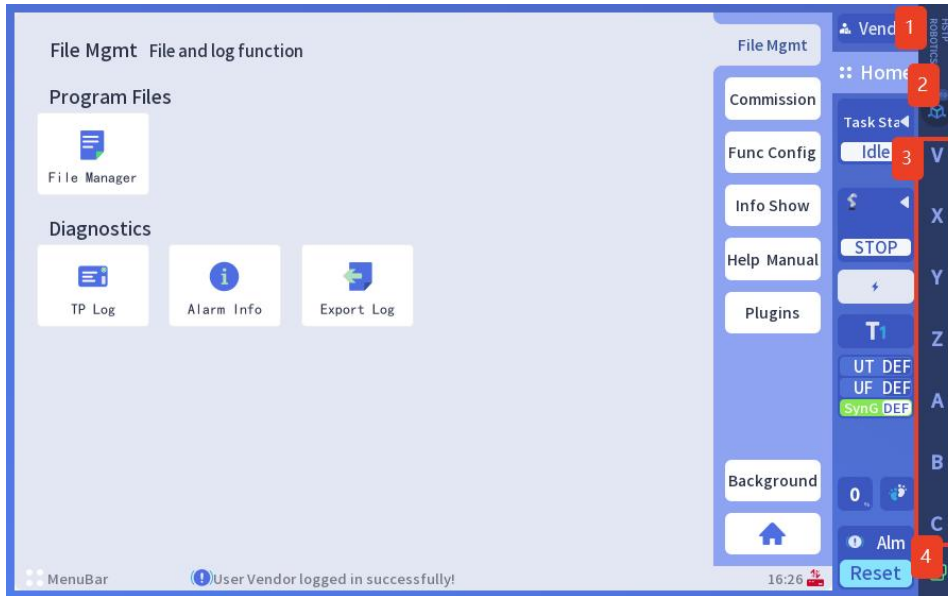 File Mgmt File and log function
Program Files
File Manager
Diagnostics
TP Log
Alarm Info
Export Log
MenuBar
User Vendor logged in successfully!
16:26
File Mgmt
Commission
Func Config
Info Show
Help Manual
Plugins
Background
Vend
Home
Task Sta
Idle
STOP
T1
UT DEF
UF DEF
SynG DEF
0 %
Alm
Reset
1
2
3
4
HSTP
ROBOTICS
V
X
Y
Z
A
B
C